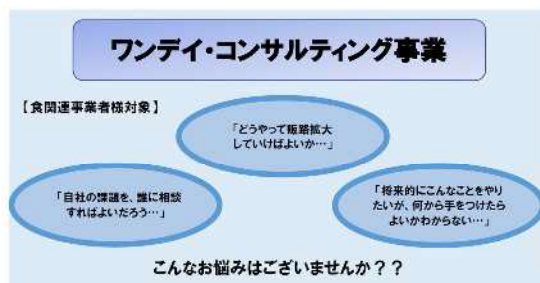 ワンデイ・コンサルティング事業
【食関連事業者様対象】
「どうやって販路拡大
していけばよいか…」
「自社の課題を、誰に相談
すればよいだろう…」
「将来的にこんなことをやり
たいが、何から手をつけたら
よいかわからない…」
こんなお悩みはございませんか？？